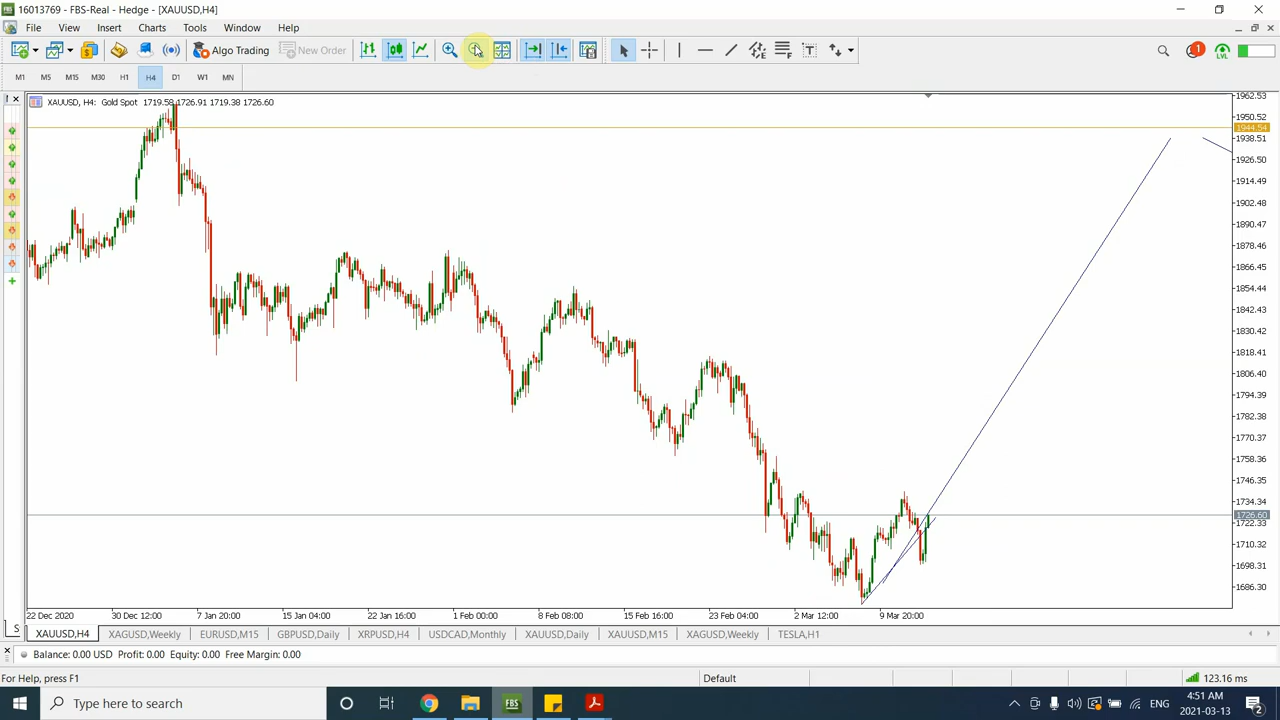 16013769 - FBS-Real - Hedge - [XAUUSD,H4]
File View Insert Charts Tools Window Help
Algo Trading New Order
1
LVL
M1 M5 M15 M30 H1 H4 D1 W1 MN
XAUUSD, H4: Gold Spot 1719.58 1726.91 1719.38 1726.60
1962.53
1950.52
1944.54
1938.51
1926.50
1914.49
1902.48
1890.47
1878.46
1866.45
1854.44
1842.43
1830.42
1818.41
1806.40
1794.39
1782.38
1770.37
1758.36
1746.35
1734.34
1726.60
1722.33
1710.32
1698.31
1686.30
22 Dec 2020 30 Dec 12:00 7 Jan 20:00 15 Jan 04:00 22 Jan 16:00 1 Feb 00:00 8 Feb 08:00 15 Feb 16:00 23 Feb 04:00 2 Mar 12:00 9 Mar 20:00
S XAUUSD,H4 XAGUSD,Weekly EURUSD,M15 GBPUSD,Daily XRPUSD,H4 USDCAD,Monthly XAUUSD,Daily XAUUSD,M15 XAGUSD,Weekly TESLA,H1
Balance: 0.00 USD Profit: 0.00 Equity: 0.00 Free Margin: 0.00
For Help, press F1 Default 123.16 ms
Type here to search FBS ENG 4:51 AM
2021-03-13 2